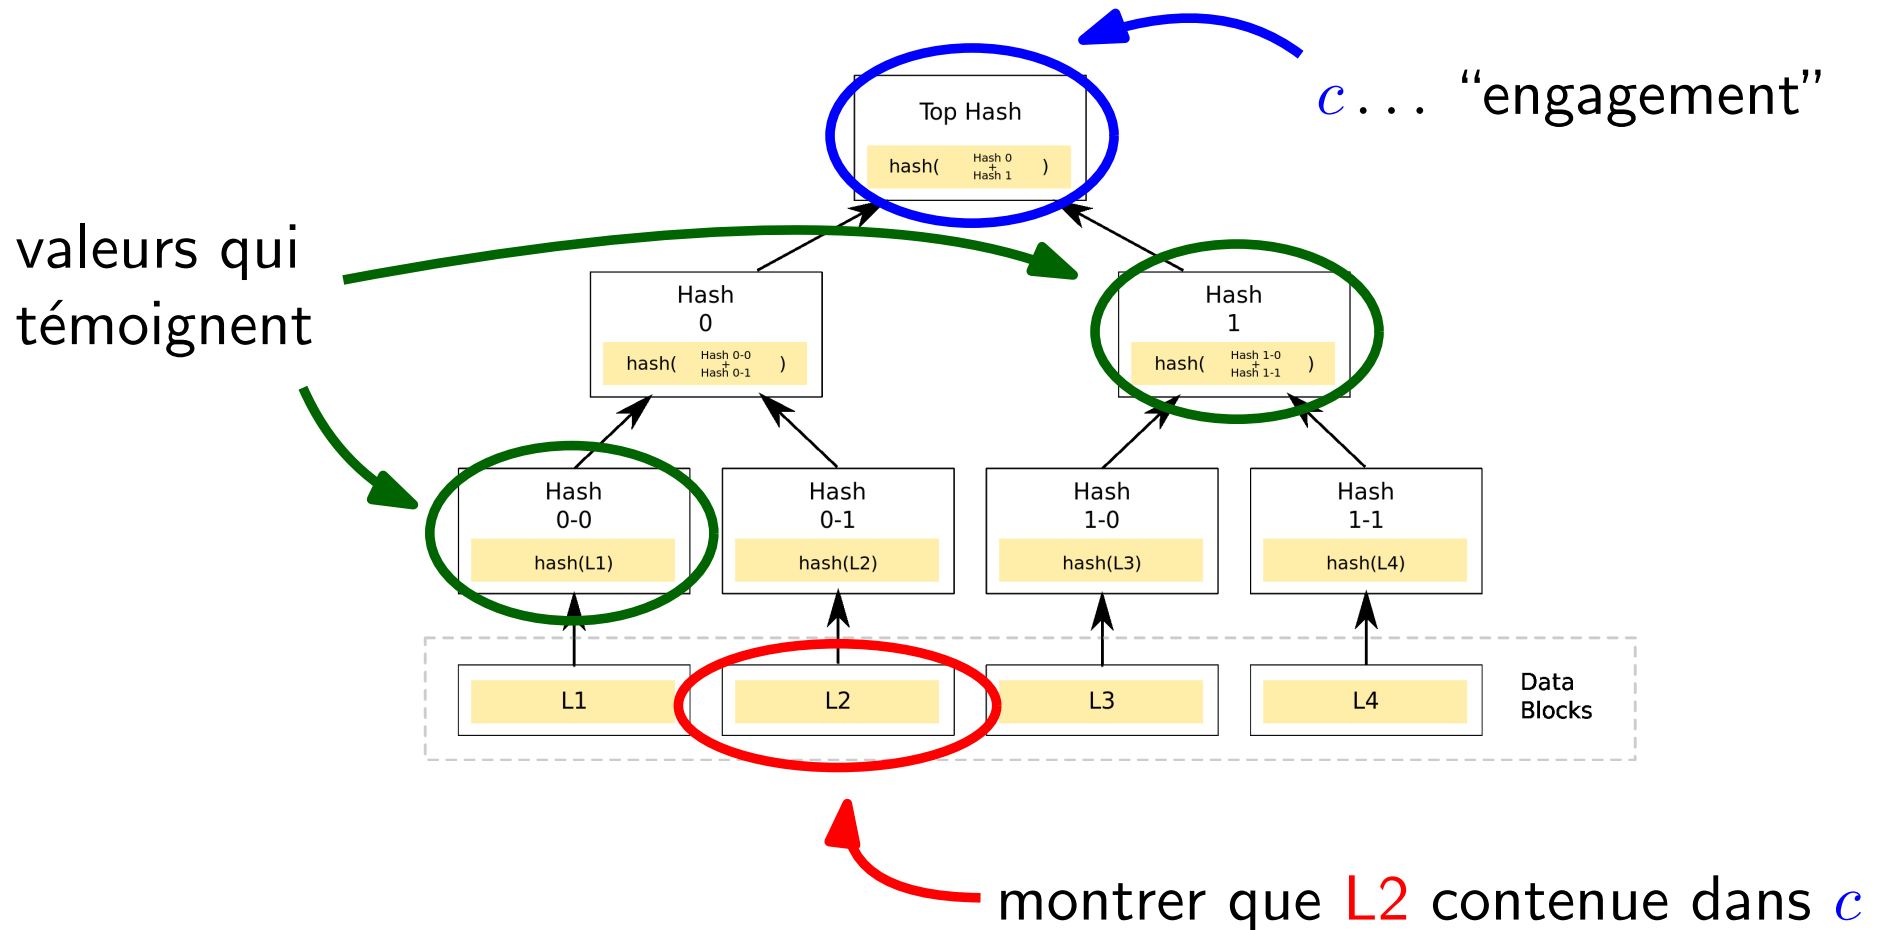 c... “engagement”
Top Hash
hash( Hash 0 + Hash 1 )
valeurs qui
témoignent
Hash
0
hash( Hash 0-0 + Hash 0-1 )
Hash
1
hash( Hash 1-0 + Hash 1-1 )
Hash
0-0
hash(L1)
Hash
0-1
hash(L2)
Hash
1-0
hash(L3)
Hash
1-1
hash(L4)
L1
L2
L3
L4
Data
Blocks
montrer que L2 contenue dans c